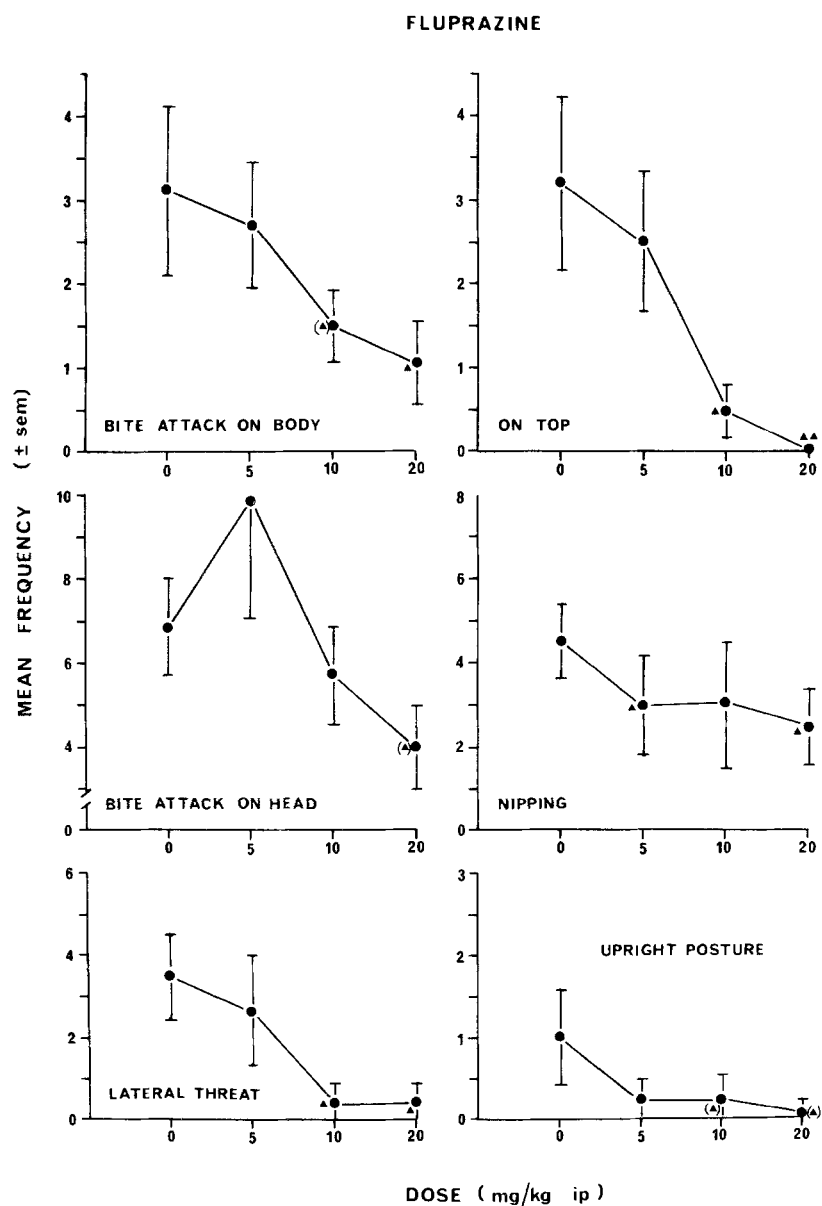 FLUPRAZINE
MEAN FREQUENCY (± sem)
4
3
2
1
0
BITE ATTACK ON BODY
0 5 10 20
4
3
2
1
0
ON TOP
0 5 10 20
10
8
6
4
0
BITE ATTACK ON HEAD
0 5 10 20
8
6
4
2
0
NIPPING
0 5 10 20
6
4
2
0
LATERAL THREAT
0 5 10 20
3
2
1
0
UPRIGHT POSTURE
0 5 10 20
DOSE ( mg/kg ip )